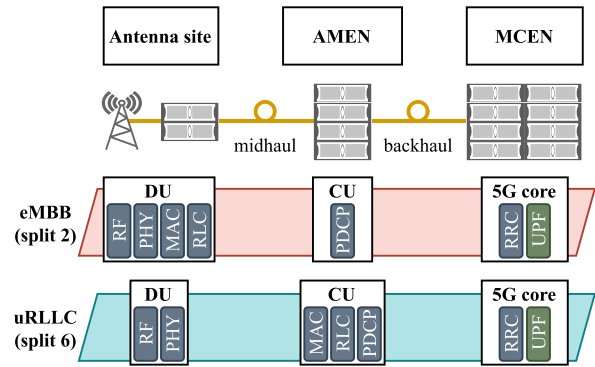 Antenna site
AMEN
MCEN
midhaul
backhaul
eMBB
(split 2)
DU
RF
PHY
MAC
RLC
CU
PDCP
5G core
RRC
UPF
uRLLC
(split 6)
DU
RF
PHY
CU
MAC
RLC
PDCP
5G core
RRC
UPF